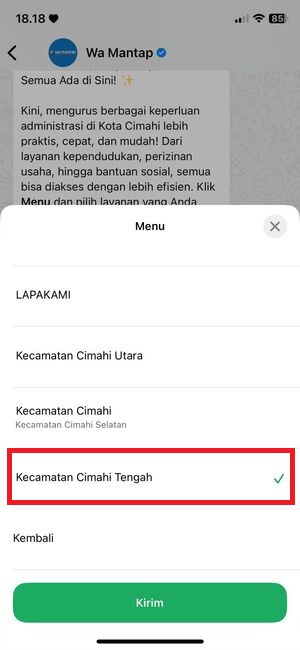 18.18
85
Wa Mantap
Semua Ada di Sini! ✨
Kini, mengurus berbagai keperluan
administrasi di Kota Cimahi lebih
praktis, cepat, dan mudah! Dari
layanan kependudukan, perizinan
usaha, hingga bantuan sosial, semua
bisa diakses dengan lebih efisien. Klik
Menu dan pilih layanan yang Anda
Menu
LAPAKAMI
Kecamatan Cimahi Utara
Kecamatan Cimahi
Kecamatan Cimahi Selatan
Kecamatan Cimahi Tengah
Kembali
Kirim